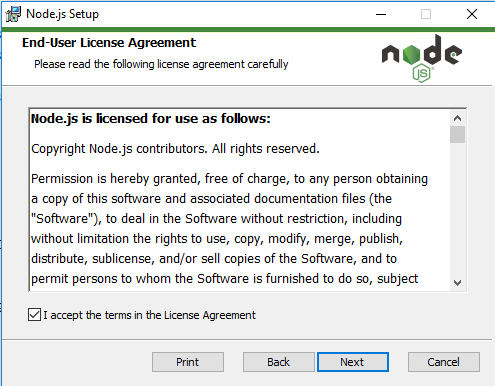 Node.js Setup
End-User License Agreement
Please read the following license agreement carefully
node
JS
Node.js is licensed for use as follows:
Copyright Node.js contributors. All rights reserved.
Permission is hereby granted, free of charge, to any person obtaining
a copy of this software and associated documentation files (the
"Software"), to deal in the Software without restriction, including
without limitation the rights to use, copy, modify, merge, publish,
distribute, sublicense, and/or sell copies of the Software, and to
permit persons to whom the Software is furnished to do so, subject
I accept the terms in the License Agreement
Print
Back
Next
Cancel